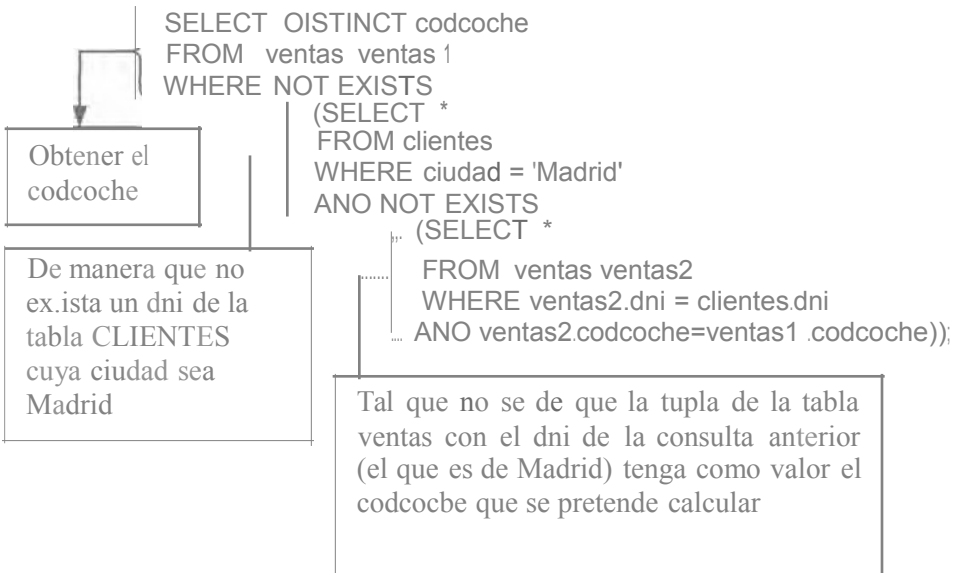 SELECT OISTINCT codcoche
FROM ventas ventas 1
WHERE NOT EXISTS
(SELECT *
FROM clientes
WHERE ciudad = 'Madrid'
ANO NOT EXISTS
(SELECT *
FROM ventas ventas2
WHERE ventas2.dni = clientes.dni
ANO ventas2.codcoche=ventas1 .codcoche));
Obtener el
codcoche
De manera que no
ex.ista un dni de la
tabla CLIENTES
cuya ciudad sea
Madrid
Tal que no se de que la tupla de la tabla
ventas con el dni de la consulta anterior
(el que es de Madrid) tenga como valor el
codcocbe que se pretende calcular